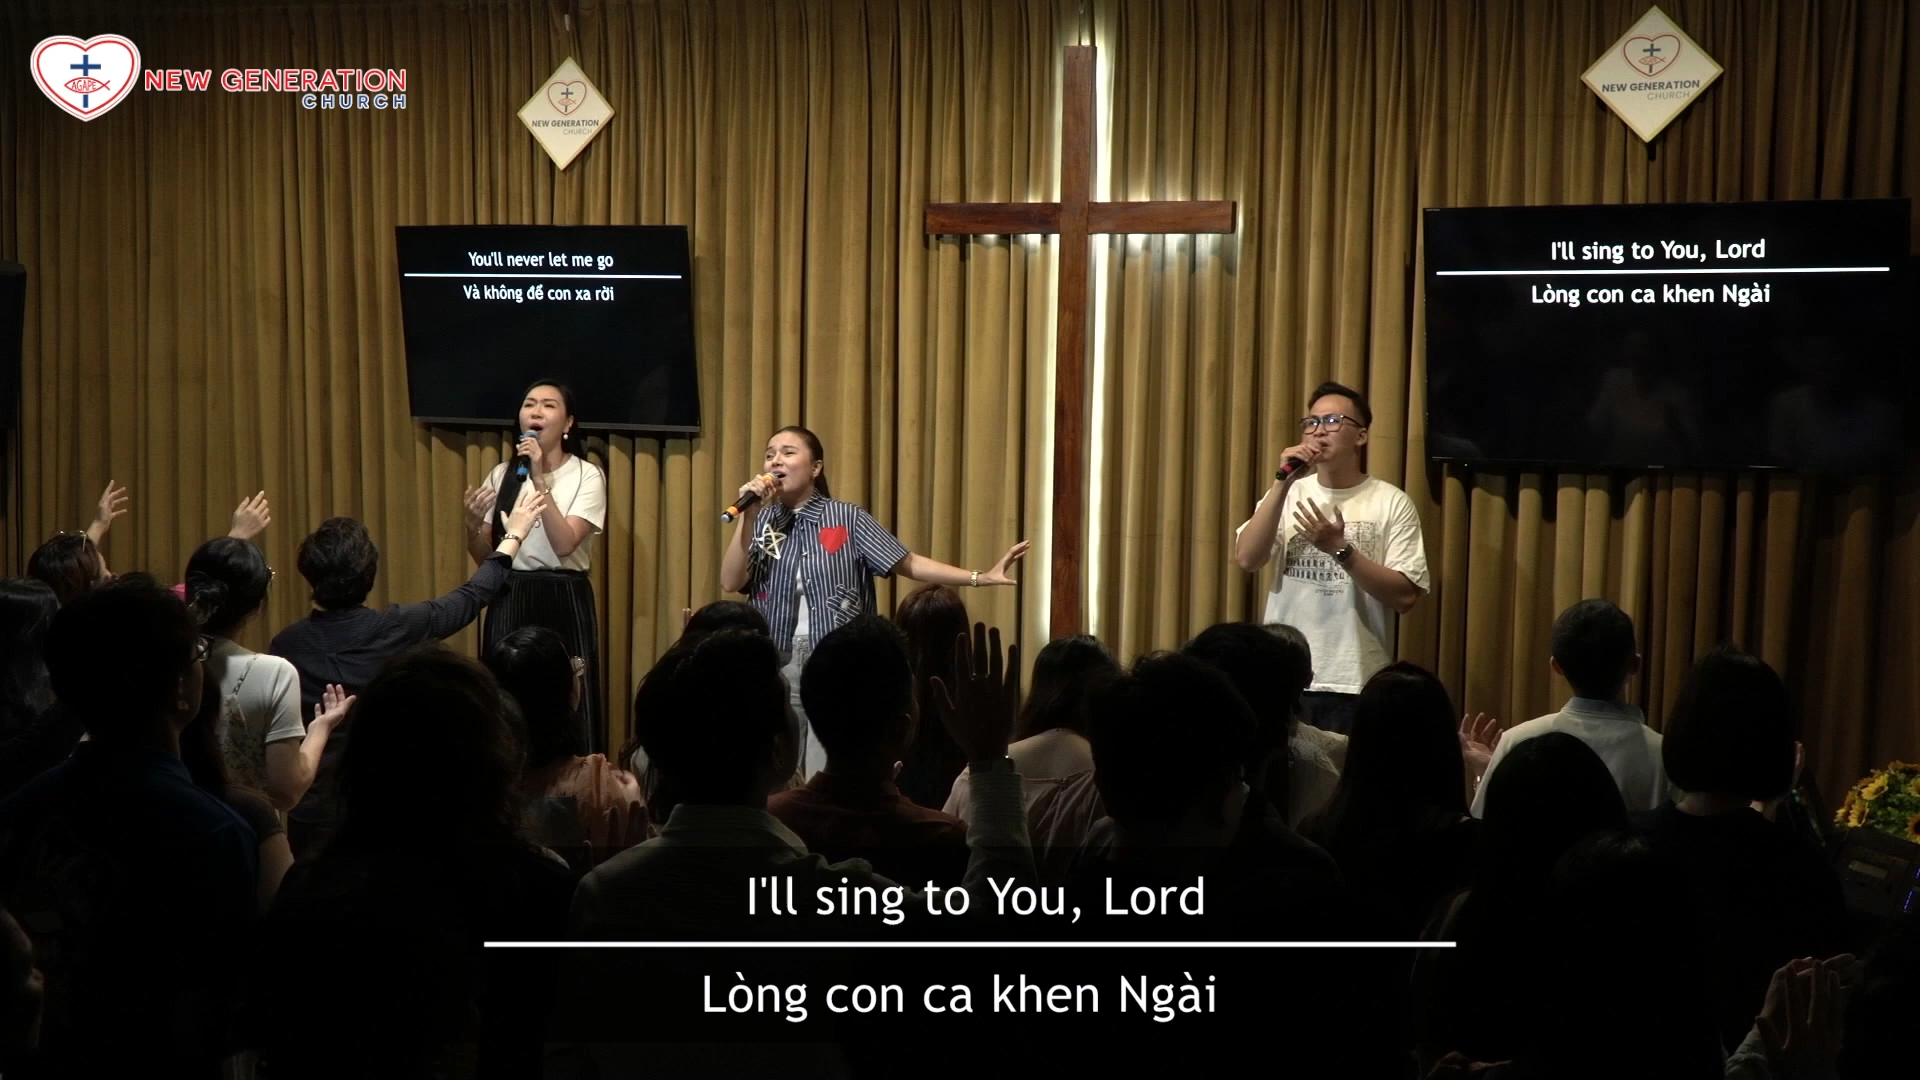 AGAPE
NEW GENERATION
CHURCH
NEW GENERATION
CHURCH
NEW GENERATION
CHURCH
You'll never let me go
Và không để con xa rời
I'll sing to You, Lord
Lòng con ca khen Ngài
I'll sing to You, Lord
Lòng con ca khen Ngài